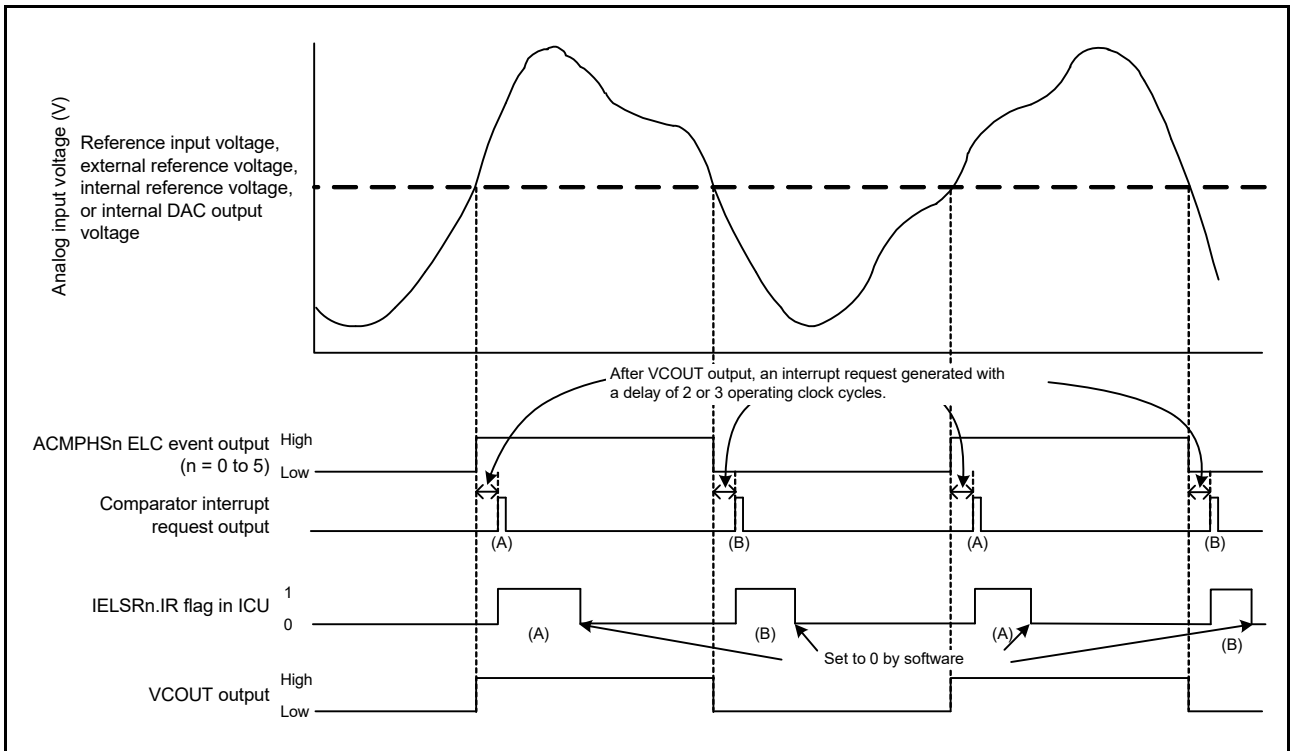 Analog input voltage (V)
Reference input voltage,
external reference voltage,
internal reference voltage,
or internal DAC output
voltage
After VCOUT output, an interrupt request generated with
a delay of 2 or 3 operating clock cycles.
ACMPHSn ELC event output
(n = 0 to 5)
High
Low
Comparator interrupt
request output
(A)
(B)
(A)
(B)
IELSRn.IR flag in ICU
1
0
(A)
(B)
(A)
(B)
Set to 0 by software
VCOUT output
High
Low